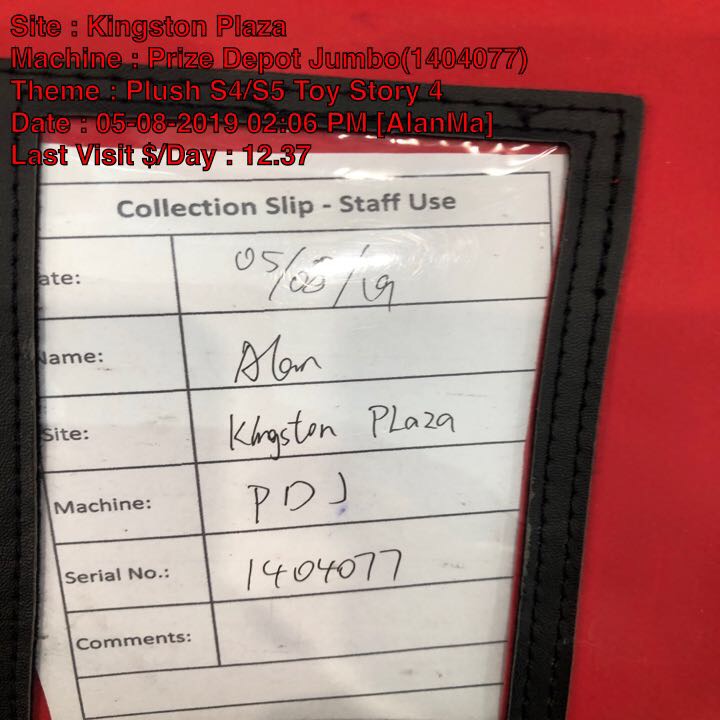 Site : Kingston Plaza
Machine : Prize Depot Jumbo(1404077)
Theme : Plush S4/S5 Toy Story 4
Date : 05-08-2019 02:06 PM [AlanMa]
Last Visit $/Day : 12.37
Collection Slip - Staff Use
ate: 05/08/19
Name: Alan
Site: Kingston PLaza
Machine: PDJ
Serial No.: 1404077
Comments: